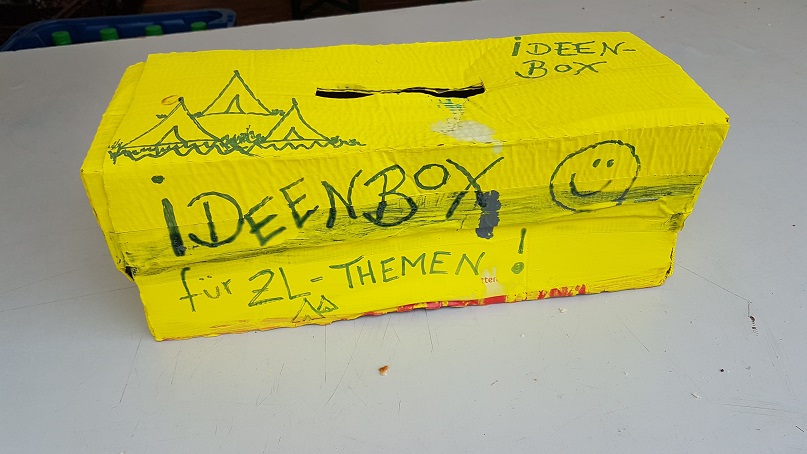 iDEEN-
BOX
iDEENBOX
für ZL-THEMEN!